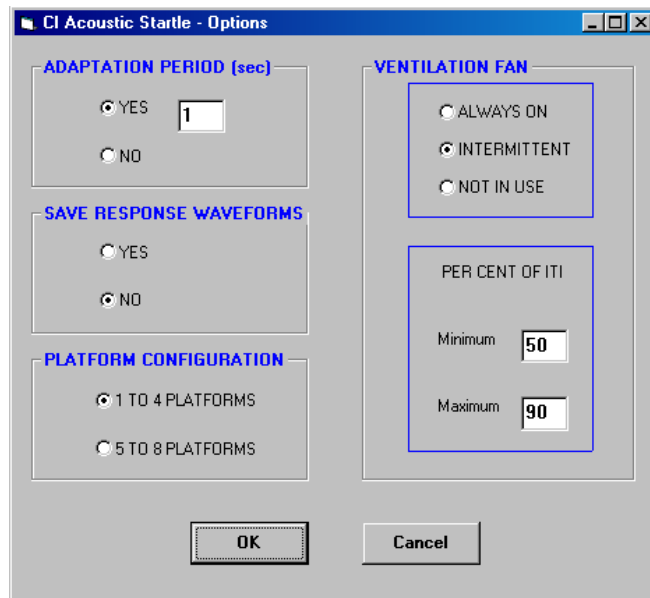 CI Acoustic Startle - Options
ADAPTATION PERIOD (sec)
YES 1
NO
SAVE RESPONSE WAVEFORMS
YES
NO
PLATFORM CONFIGURATION
1 TO 4 PLATFORMS
5 TO 8 PLATFORMS
VENTILATION FAN
ALWAYS ON
INTERMITTENT
NOT IN USE
PER CENT OF ITI
Minimum 50
Maximum 90
OK Cancel